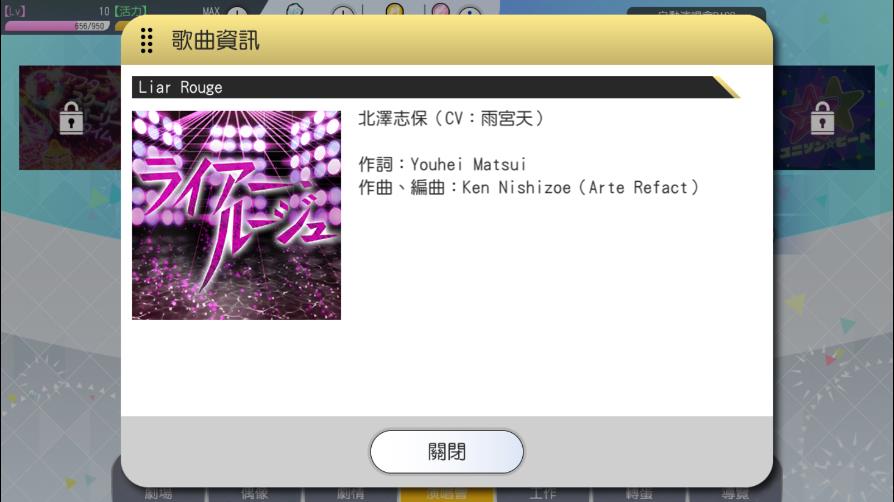 【Lv】
10【活力】
MAX
656/950
歌曲資訊
Liar Rouge
ライアールージュ
北澤志保（CV：雨宮天）
作詞：Youhei Matsui
作曲、編曲：Ken Nishizoe（Arte Refact）
ユニゾン☆ビート
關閉
劇場
偶像
劇情
演唱會
工作
轉蛋
導覽